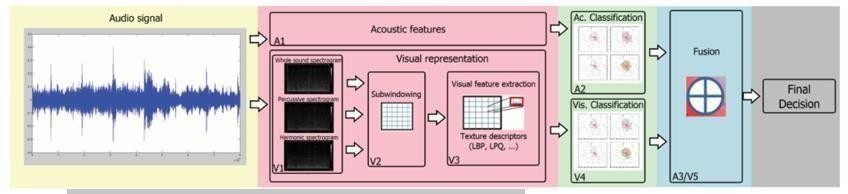 Audio signal
Acoustic features
A1
Visual representation
Whole sound spectrogram
Percussive spectrogram
Harmonic spectrogram
V1
Subwindowing
V2
Visual feature extraction
Texture descriptors
(LBP, LPQ, ...)
V3
Ac. Classification
A2
Vis. Classification
V4
Fusion
A3/V5
Final
Decision